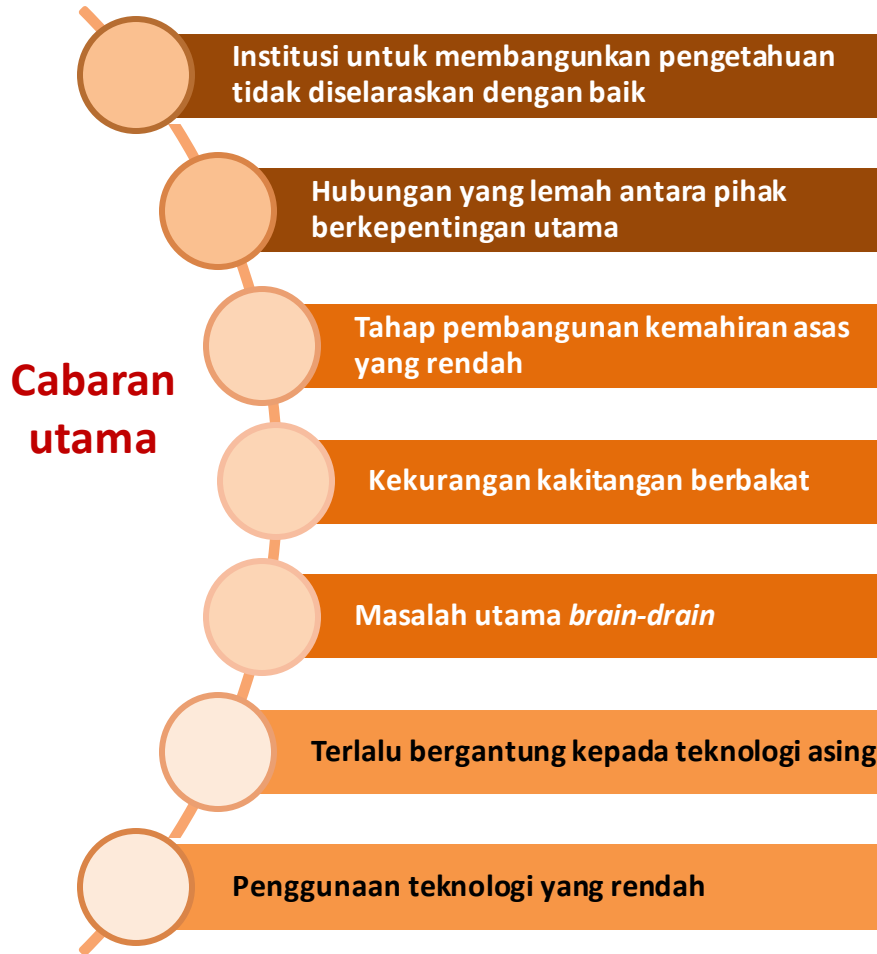 Institusi untuk membangunkan pengetahuan
tidak diselaraskan dengan baik
Hubungan yang lemah antara pihak
berkepentingan utama
Tahap pembangunan kemahiran asas
yang rendah
Cabaran
utama
Kekurangan kakitangan berbakat
Masalah utama brain-drain
Terlalu bergantung kepada teknologi asing
Penggunaan teknologi yang rendah